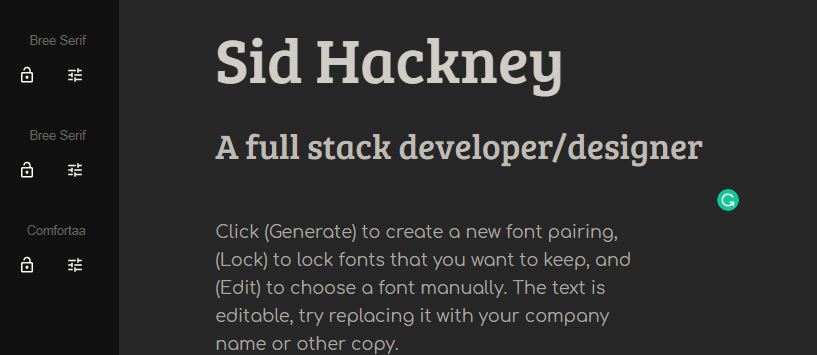 Bree Serif
Bree Serif
Comfortaa
Sid Hackney
A full stack developer/designer
Click (Generate) to create a new font pairing,
(Lock) to lock fonts that you want to keep, and
(Edit) to choose a font manually. The text is
editable, try replacing it with your company
name or other copy.